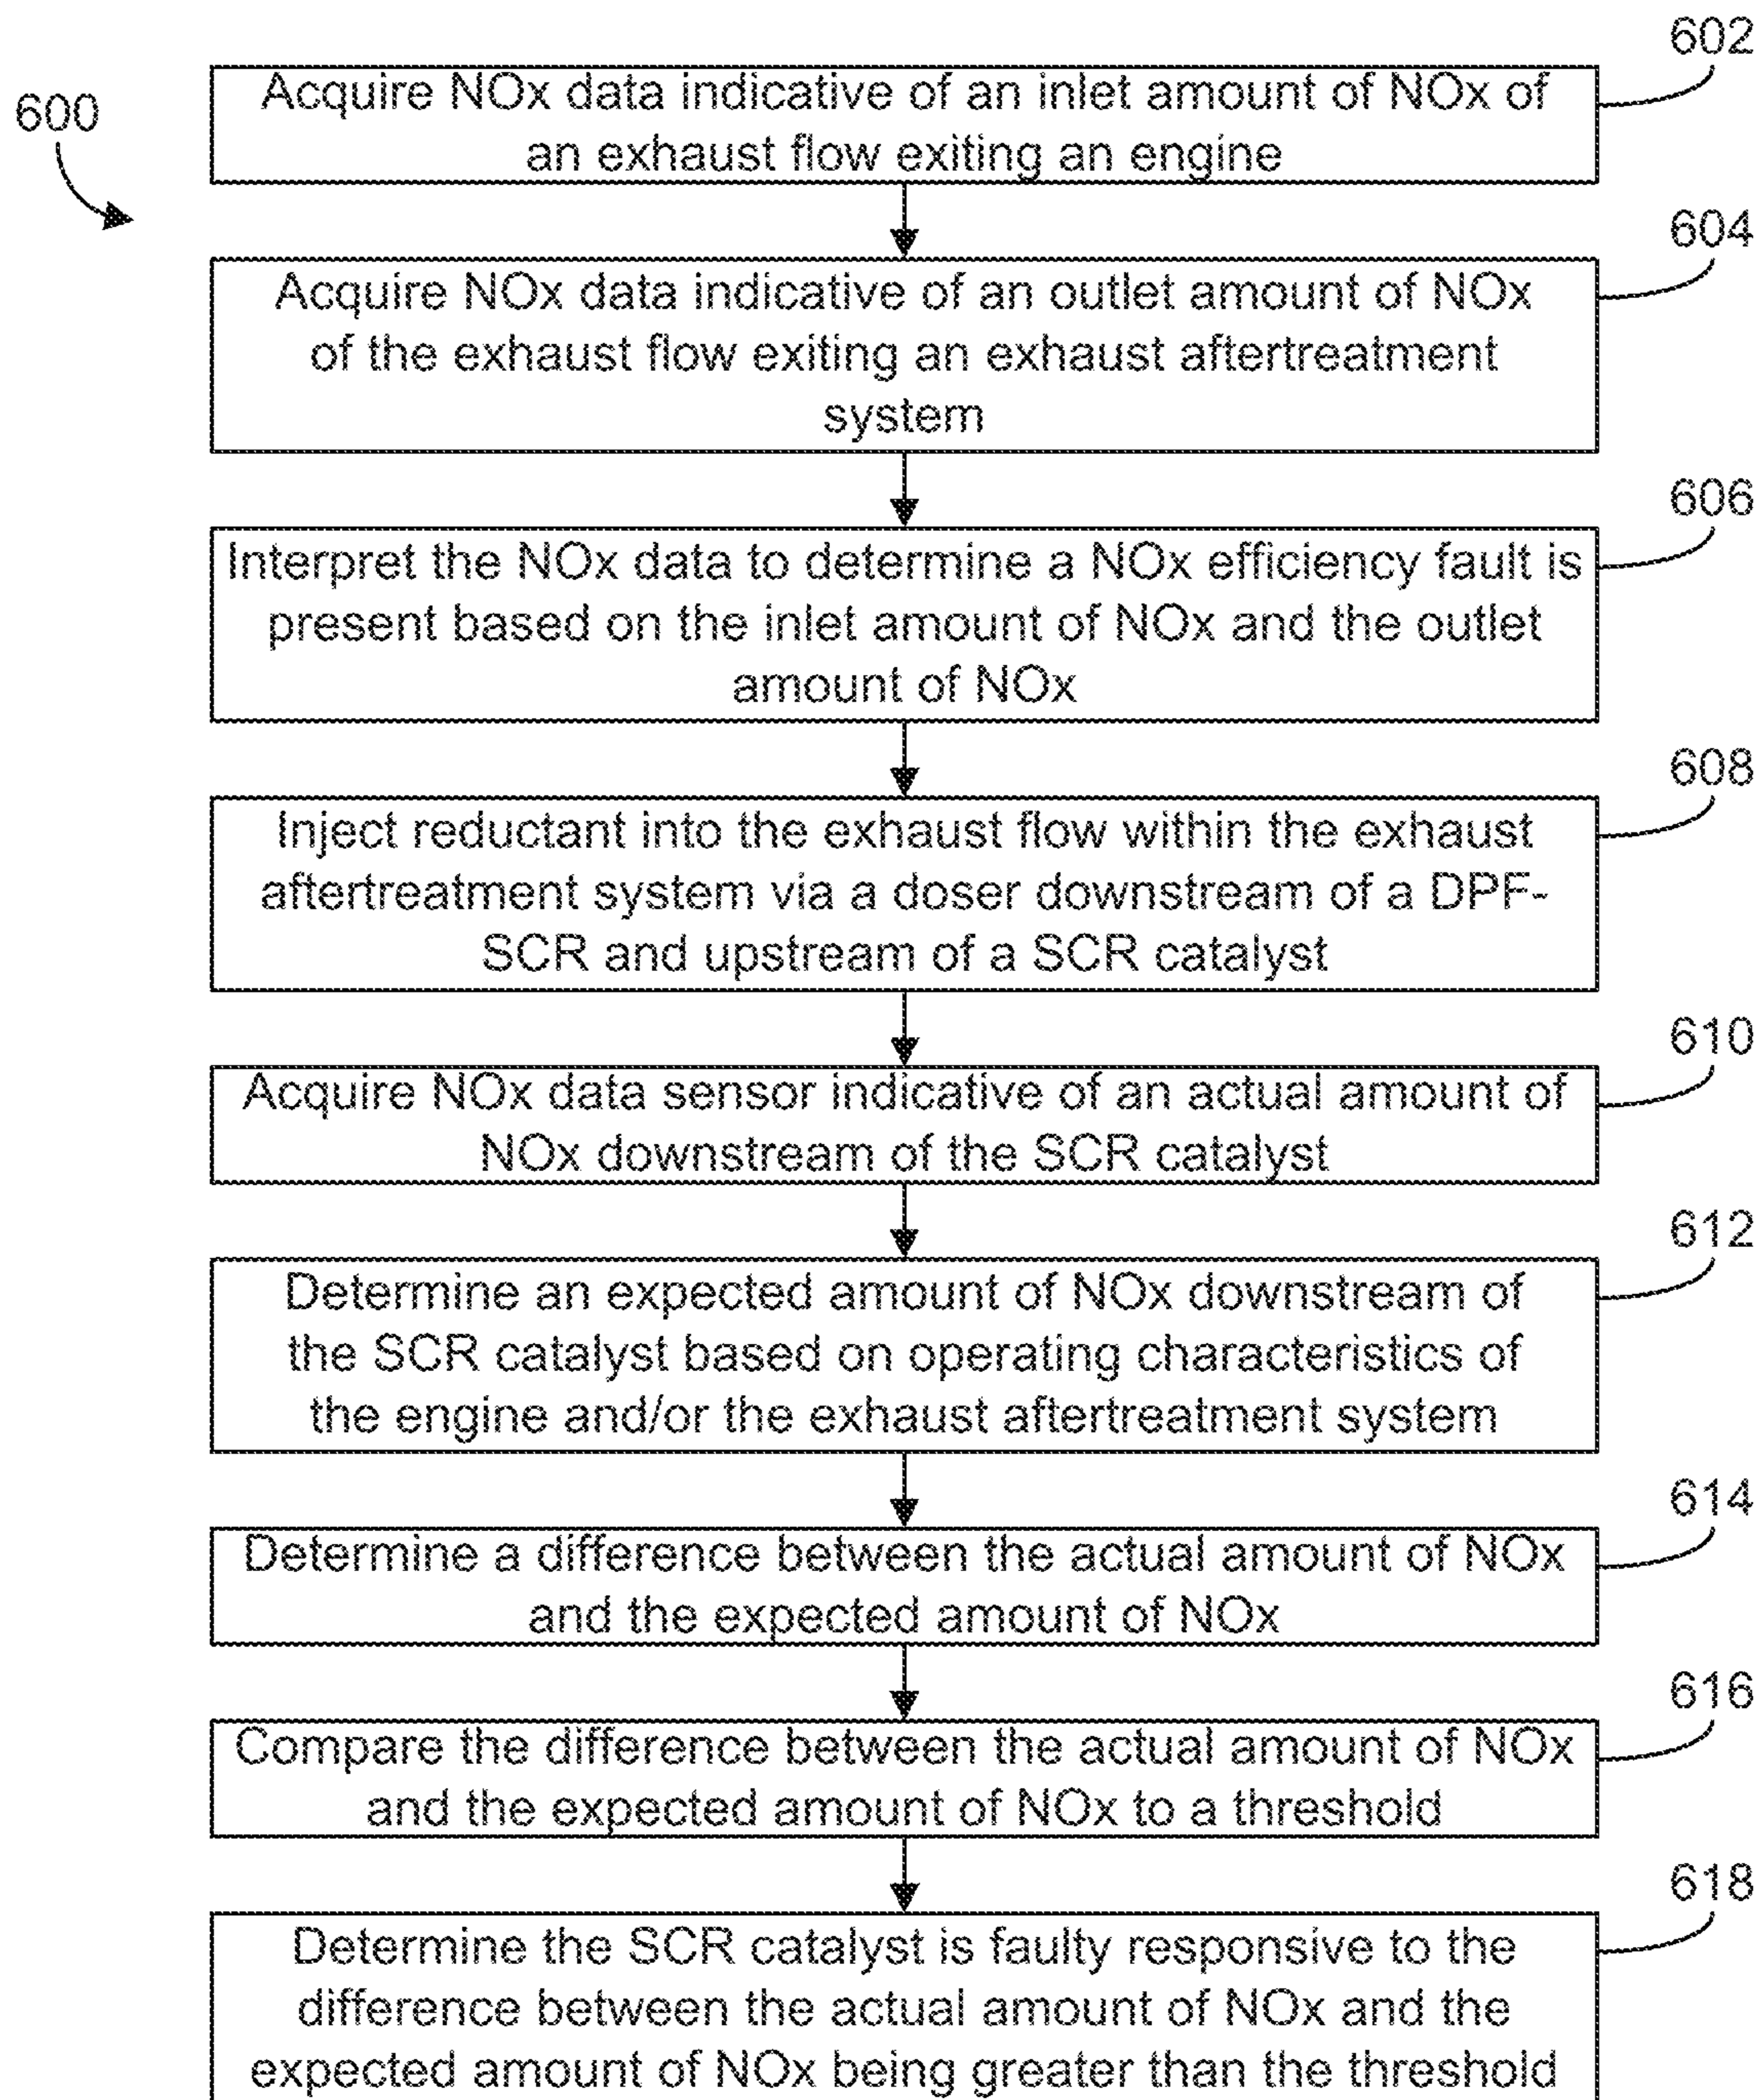 600
602
Acquire NOx data indicative of an inlet amount of NOx of
an exhaust flow exiting an engine
604
Acquire NOx data indicative of an outlet amount of NOx
of the exhaust flow exiting an exhaust aftertreatment
system
606
Interpret the NOx data to determine a NOx efficiency fault is
present based on the inlet amount of NOx and the outlet
amount of NOx
608
Inject reductant into the exhaust flow within the exhaust
aftertreatment system via a doser downstream of a DPF-
SCR and upstream of a SCR catalyst
610
Acquire NOx data sensor indicative of an actual amount of
NOx downstream of the SCR catalyst
612
Determine an expected amount of NOx downstream of
the SCR catalyst based on operating characteristics of
the engine and/or the exhaust aftertreatment system
614
Determine a difference between the actual amount of NOx
and the expected amount of NOx
616
Compare the difference between the actual amount of NOx
and the expected amount of NOx to a threshold
618
Determine the SCR catalyst is faulty responsive to the
difference between the actual amount of NOx and the
expected amount of NOx being greater than the threshold